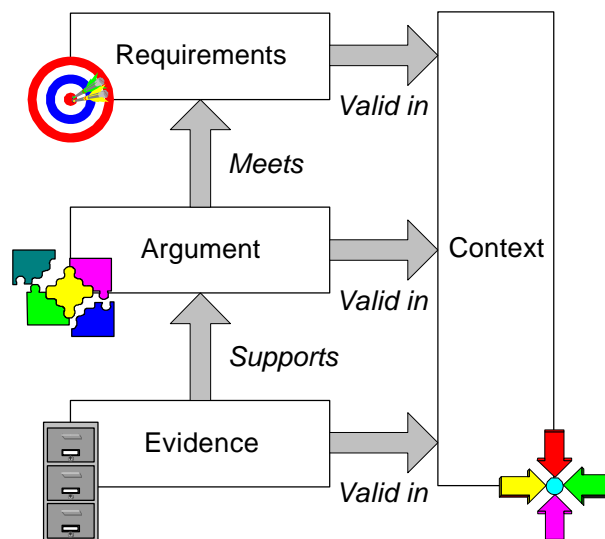 Requirements
Valid in
Meets
Argument
Context
Valid in
Supports
Evidence
Valid in